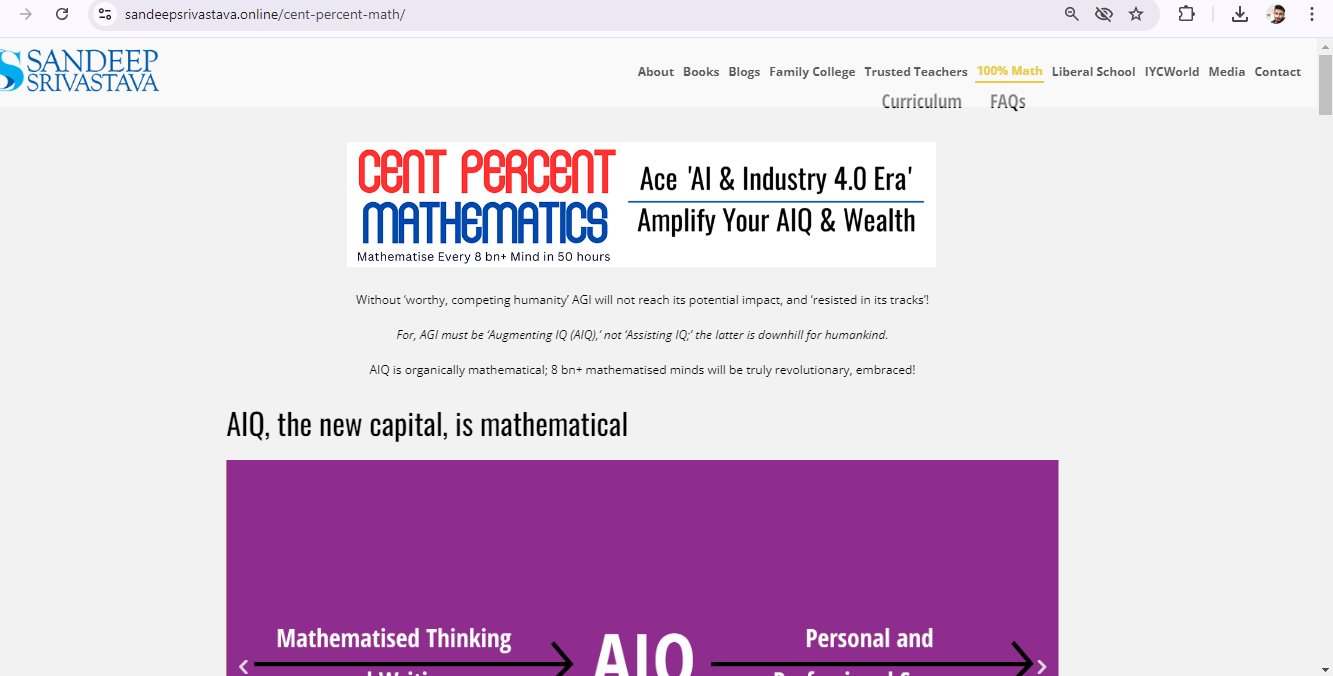 sandeepsrivastava.online/cent-percent-math/
SANDEEP
SRIVASTAVA
About Books Blogs Family College Trusted Teachers 100% Math Liberal School IYCWorld Media Contact
Curriculum FAQs
CENT PERCENT
MATHEMATICS
Mathematise Every 8 bn+ Mind in 50 hours
Ace 'AI & Industry 4.0 Era'
Amplify Your AIQ & Wealth
Without ‘worthy, competing humanity’ AGI will not reach its potential impact, and ‘resisted in its tracks’!
For, AGI must be ‘Augmenting IQ (AIQ),’ not ‘Assisting IQ;’ the latter is downhill for humankind.
AIQ is organically mathematical; 8 bn+ mathematised minds will be truly revolutionary, embraced!
AIQ, the new capital, is mathematical
Mathematised Thinking
AIQ
Personal and